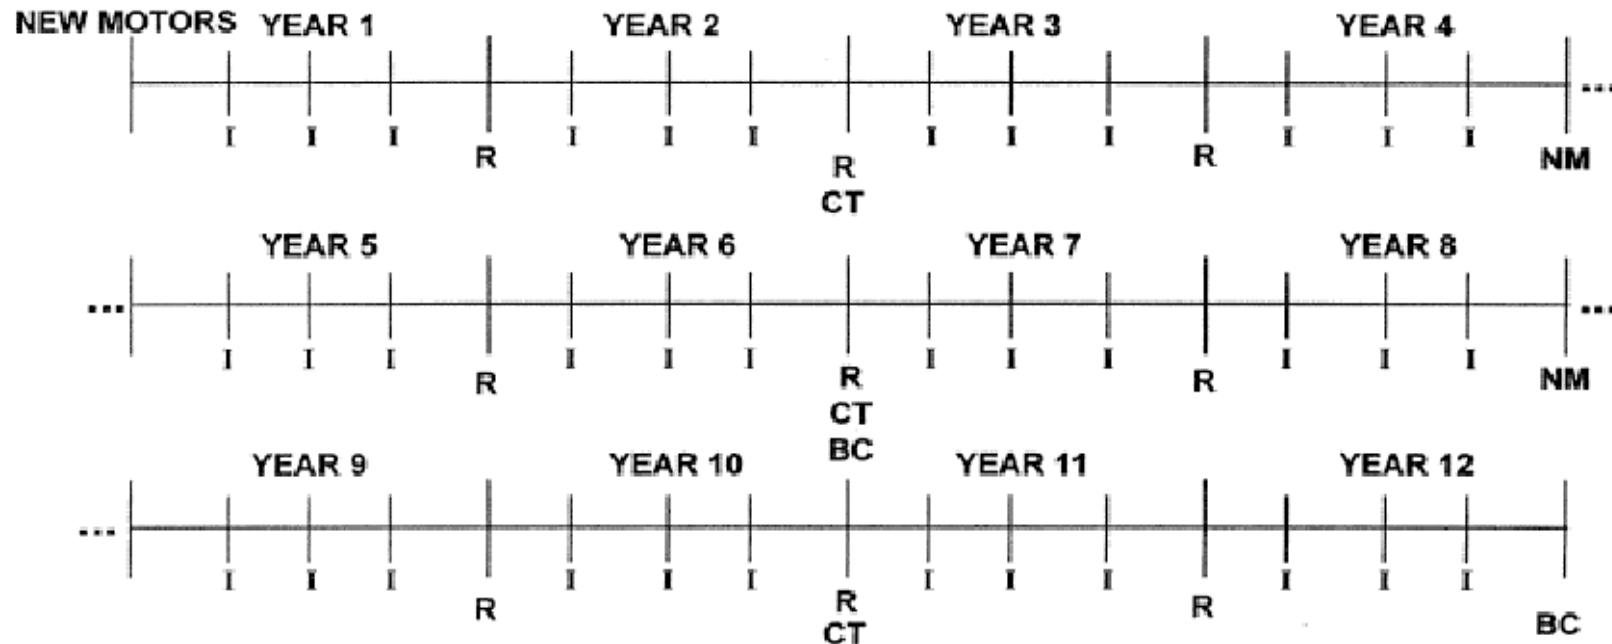 NEW MOTORS YEAR 1 YEAR 2 YEAR 3 YEAR 4
...
I I I R I I I R I I I R I I I NM
CT
YEAR 5 YEAR 6 YEAR 7 YEAR 8
... ...
I I I R I I I R I I I R I I I NM
CT
BC
YEAR 9 YEAR 10 YEAR 11 YEAR 12
...
I I I R I I I R I I I R I I I BC
CT